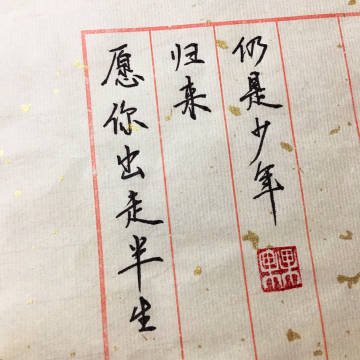 愿你出走半生
归来
仍是少年